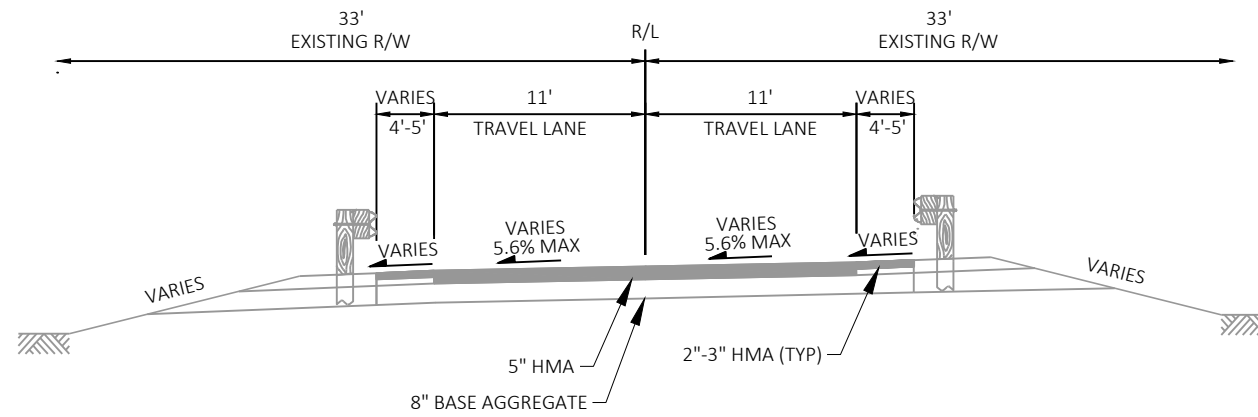 33'
EXISTING R/W
R/L
33'
EXISTING R/W
VARIES
4'-5'
11'
TRAVEL LANE
11'
TRAVEL LANE
VARIES
4'-5'
VARIES
VARIES
5.6% MAX
VARIES
5.6% MAX
VARIES
VARIES
VARIES
5" HMA
2"-3" HMA (TYP)
8" BASE AGGREGATE